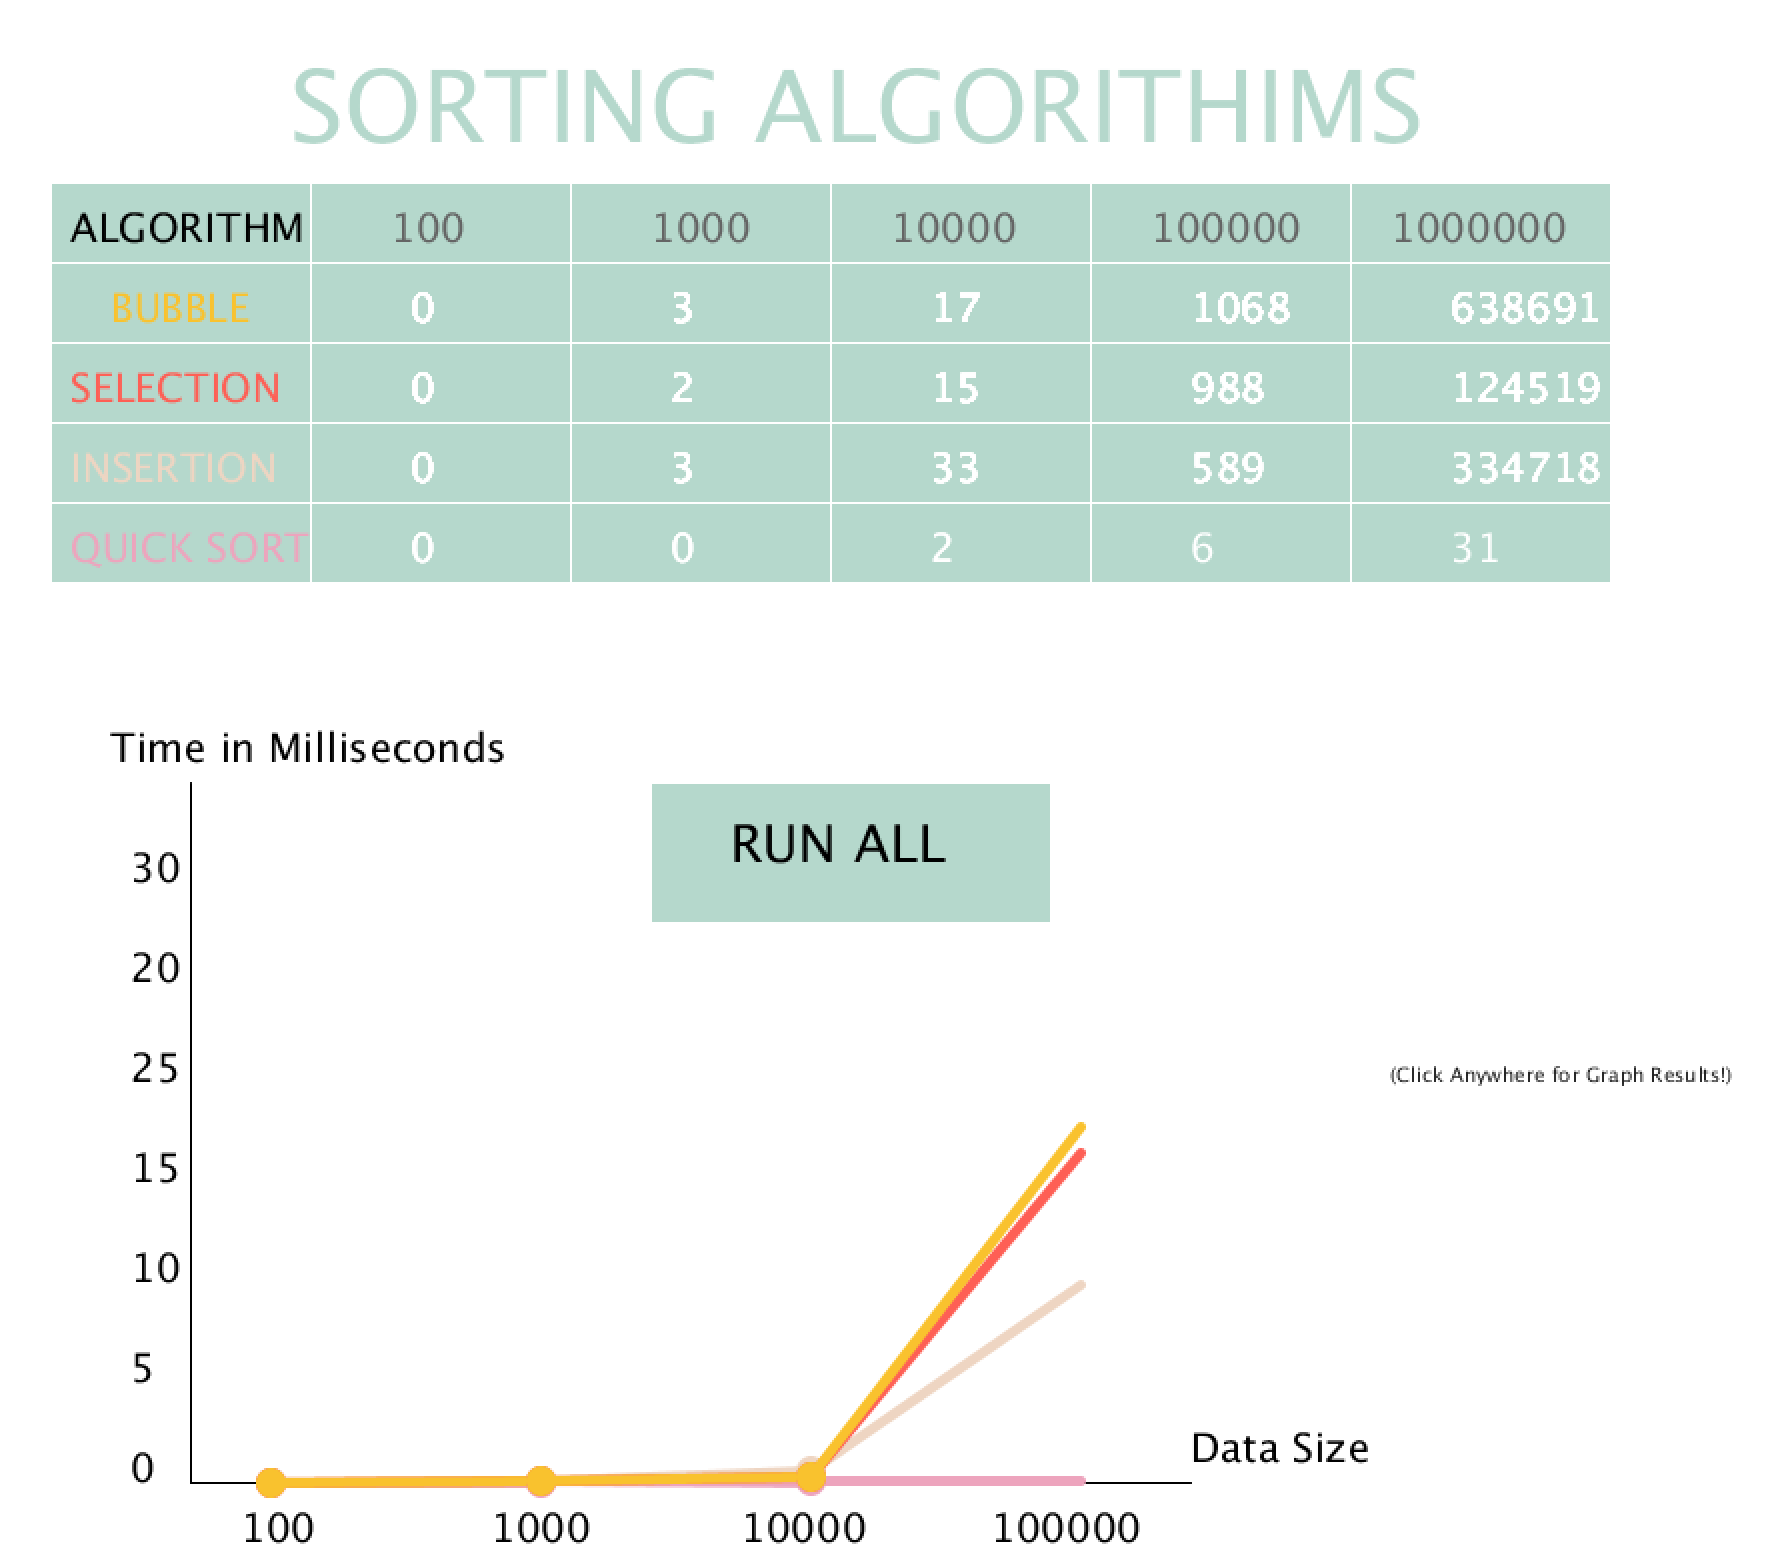 SORTING ALGORITHIMS
ALGORITHM 100 1000 10000 100000 1000000
BUBBLE 0 3 17 1068 638691
SELECTION 0 2 15 988 124519
INSERTION 0 3 33 589 334718
QUICK SORT 0 0 2 6 31
Time in Milliseconds
RUN ALL
30
20
25
(Click Anywhere for Graph Results!)
15
10
5
Data Size
0
100 1000 10000 100000